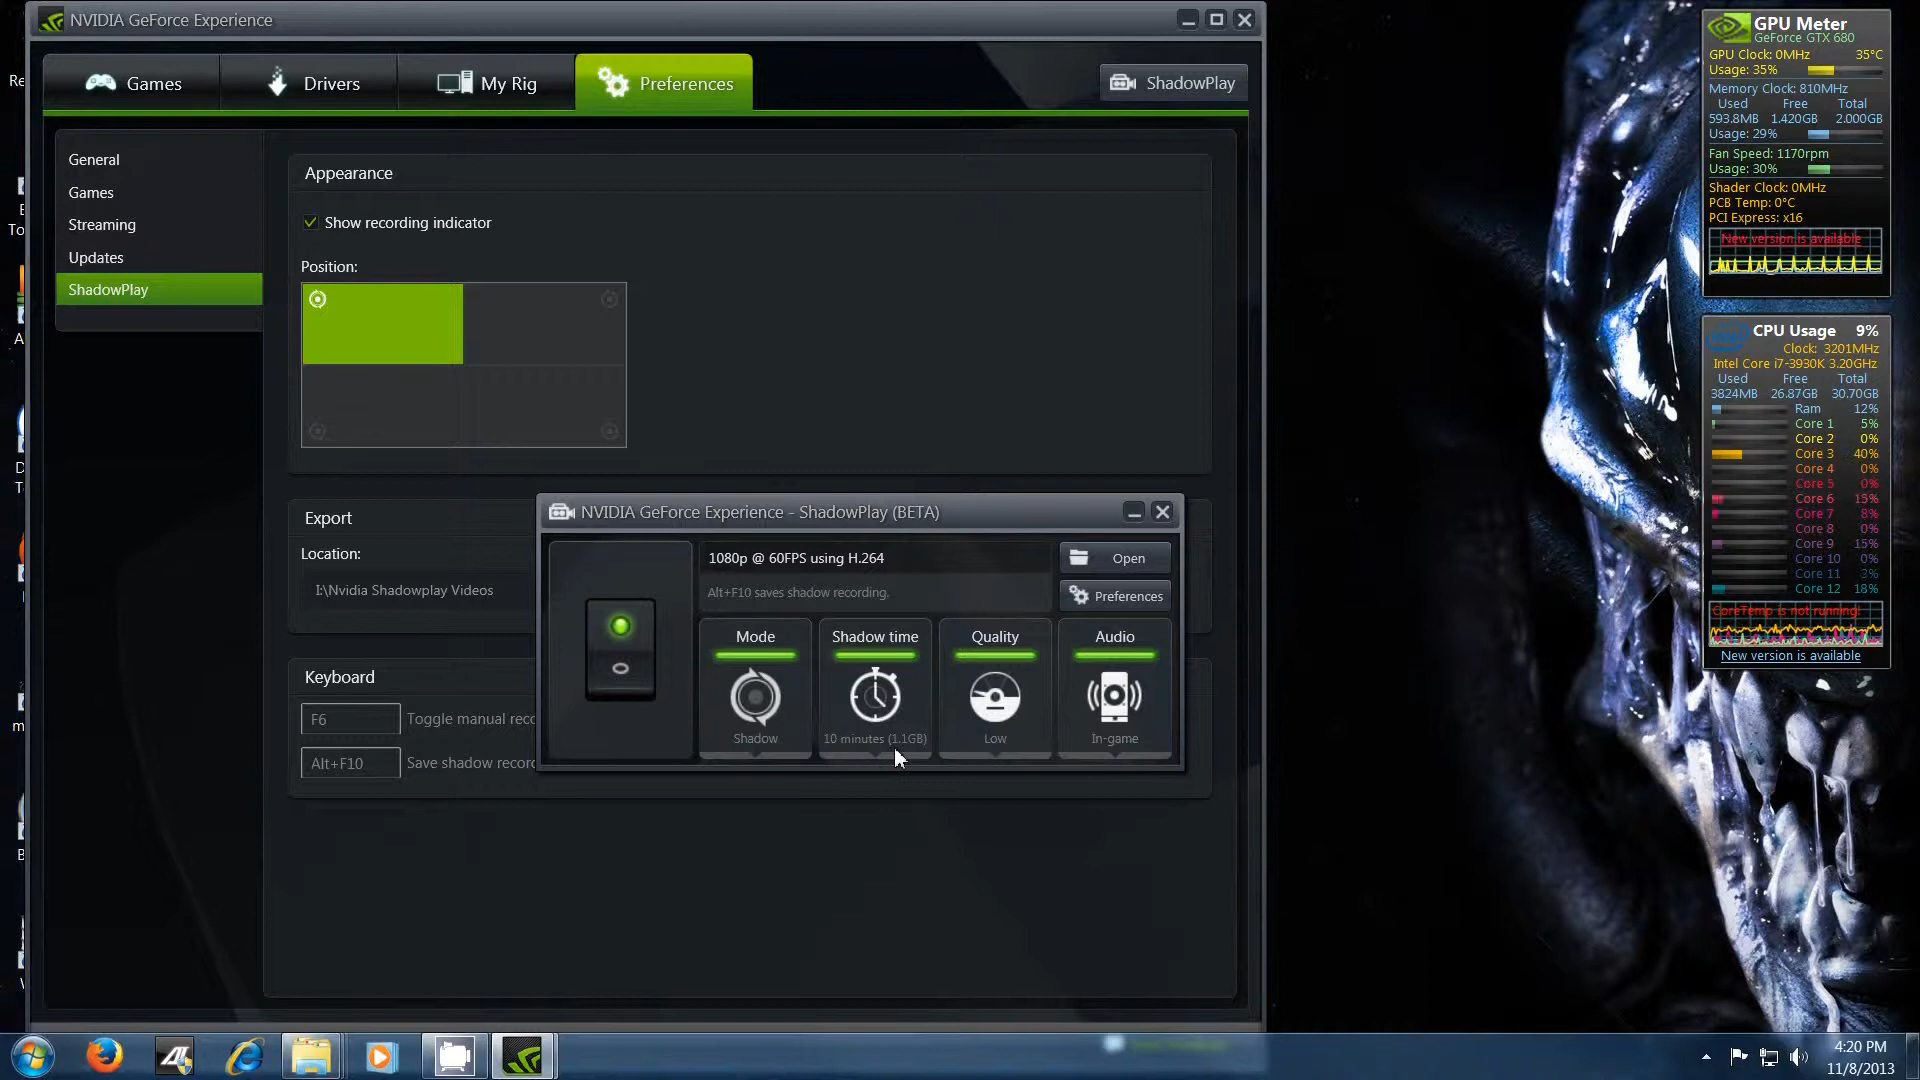 NVIDIA GeForce Experience
Games
Drivers
My Rig
Preferences
ShadowPlay
General
Games
Streaming
Updates
ShadowPlay
Appearance
Show recording indicator
Position:
Export
Location:
I:\Nvidia Shadowplay Videos
Keyboard
F6 Toggle manual reco
Alt+F10 Save shadow recor
NVIDIA GeForce Experience - ShadowPlay (BETA)
1080p @ 60FPS using H.264
Alt+F10 saves shadow recording.
Open
Preferences
Mode
Shadow
Shadow time
10 minutes (1.1GB)
Quality
Low
Audio
In-game
GPU Meter
GeForce GTX 680
GPU Clock: 0MHz 35°C
Usage: 35%
Memory Clock: 810MHz
Used Free Total
593.8MB 1.420GB 2.000GB
Usage: 29%
Fan Speed: 1170rpm
Usage: 30%
Shader Clock: 0MHz
PCB Temp: 0°C
PCI Express: x16
New version is available
CPU Usage 9%
Clock: 3201MHz
Intel Core i7-3930K 3.20GHz
Used Free Total
3824MB 26.87GB 30.70GB
Ram 12%
Core 1 5%
Core 2 0%
Core 3 40%
Core 4 0%
Core 5 0%
Core 6 15%
Core 7 8%
Core 8 0%
Core 9 15%
Core 10 0%
Core 11 3%
Core 12 18%
CoreTemp is not running!
New version is available
Re
To
A
D
T
m
4:20 PM
11/8/2013